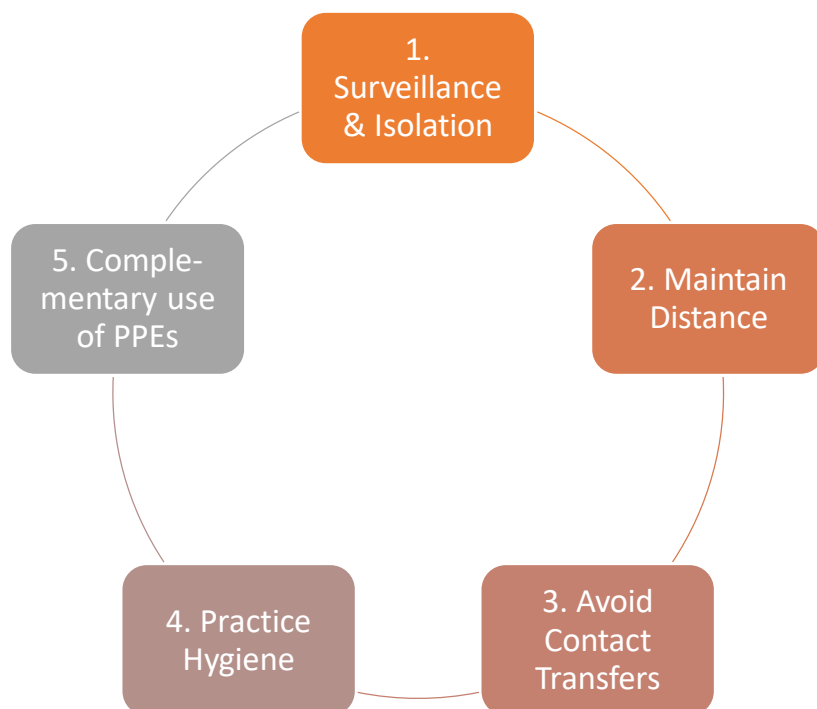 1.
Surveillance
& Isolation
2. Maintain
Distance
3. Avoid
Contact
Transfers
4. Practice
Hygiene
5. Comple-
mentary use
of PPEs